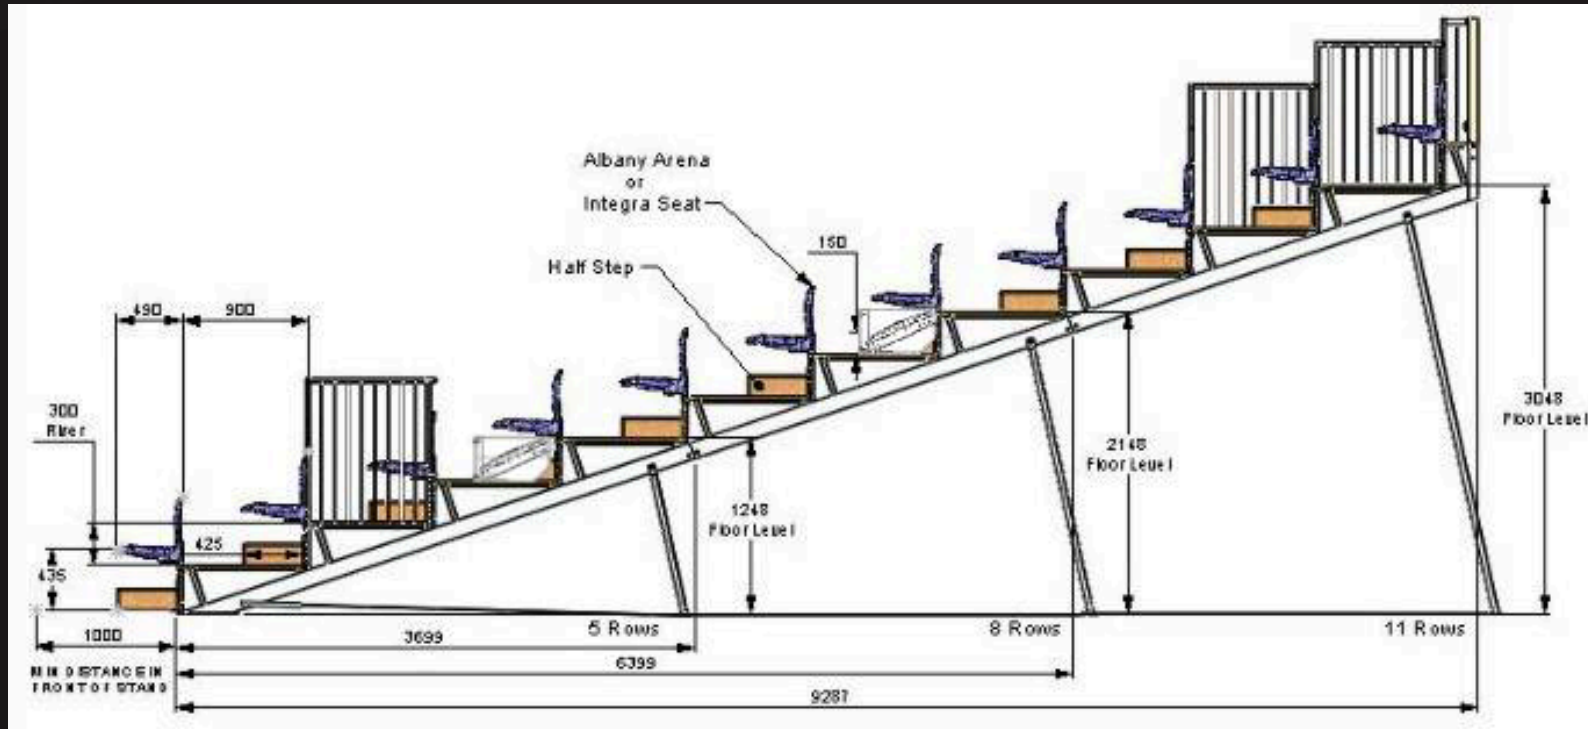 Albany Arena
or
Integra Seat
150
Half Step
490
900
300
Riser
425
435
1000
MIN DISTANCE IN
FRONT OF STAND
3699
5 Rows
1248
Floor Level
6399
8 Rows
2148
Floor Level
9287
11 Rows
3048
Floor Level